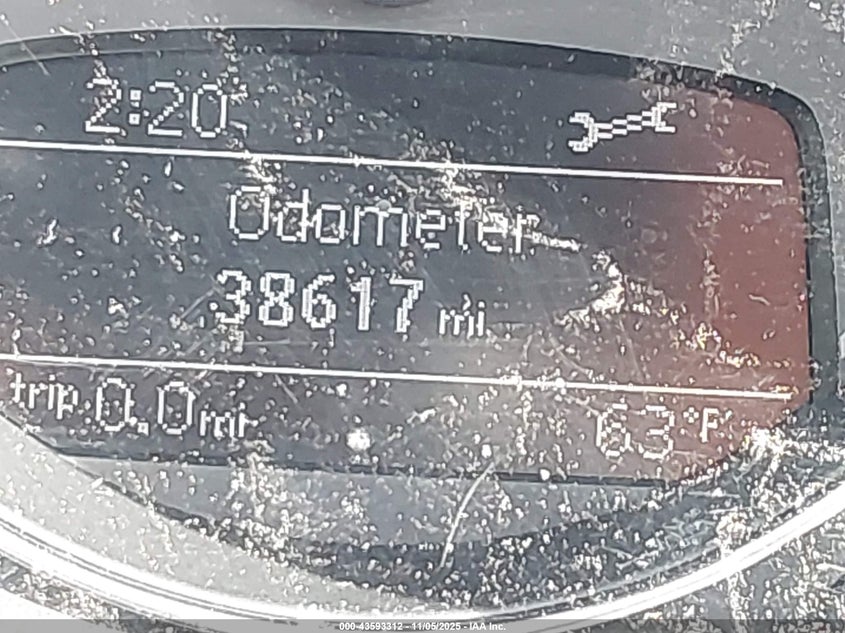 2:20
Odometer
38617 mi
trip 0.0 mi 63°F
000-43593312 - 11/05/2025 - IAA Inc.